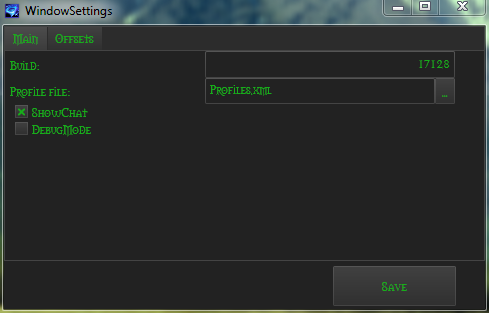 WindowSettings
Main Offsets
Build: 17128
Profile file: Profiles.xml ...
ShowChat
DebugMode
Save